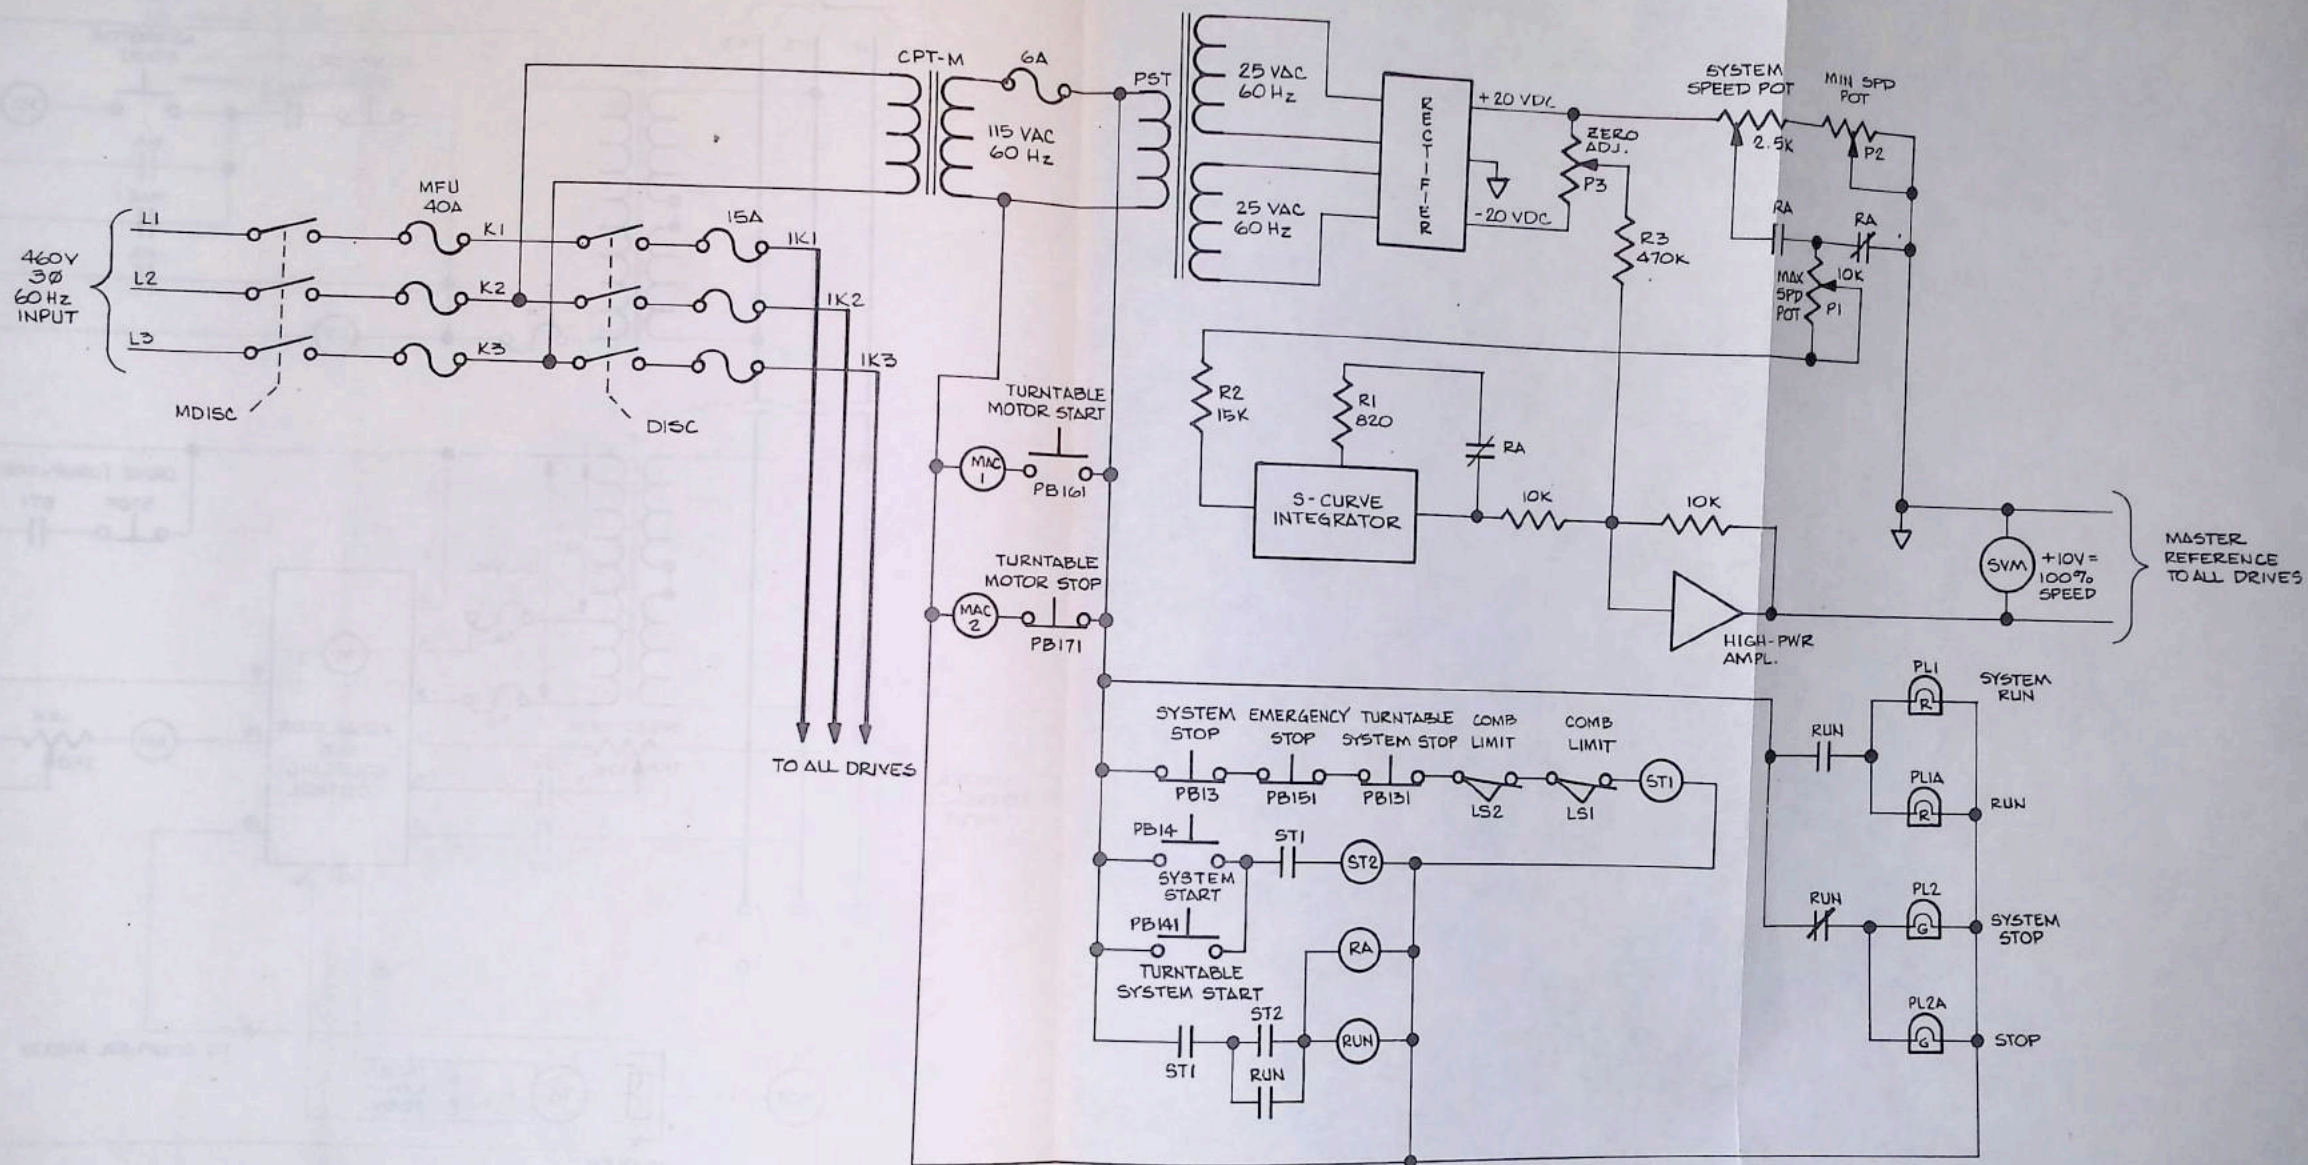 460V
3Ø
60 Hz
INPUT
L1
L2
L3
MDISC
MFU
40A
K1
K2
K3
DISC
15A
1K1
1K2
1K3
TO ALL DRIVES
CPT-M
6A
115 VAC
60 Hz
PST
25 VAC
60 Hz
25 VAC
60 Hz
RECTIFIER
+20 VDC
-20 VDC
ZERO
ADJ.
P3
SYSTEM
SPEED POT
2.5K
MIN SPD
POT
P2
RA
RA
10K
MAX
SPD
POT
P1
R3
470K
R2
15K
R1
820
RA
S-CURVE
INTEGRATOR
10K
10K
HIGH-PWR
AMPL.
SVM
+10V =
100%
SPEED
MASTER
REFERENCE
TO ALL DRIVES
TURNTABLE
MOTOR START
MAC
1
PB161
TURNTABLE
MOTOR STOP
MAC
2
PB171
SYSTEM
STOP
PB13
EMERGENCY
STOP
PB151
TURNTABLE
SYSTEM STOP
PB131
COMB
LIMIT
LS2
COMB
LIMIT
LS1
ST1
PB14
SYSTEM
START
ST1
ST2
PB141
TURNTABLE
SYSTEM START
RA
ST1
ST2
RUN
RUN
RUN
PL1
R
SYSTEM
RUN
PL1A
R
RUN
RUN
PL2
G
SYSTEM
STOP
PL2A
G
STOP